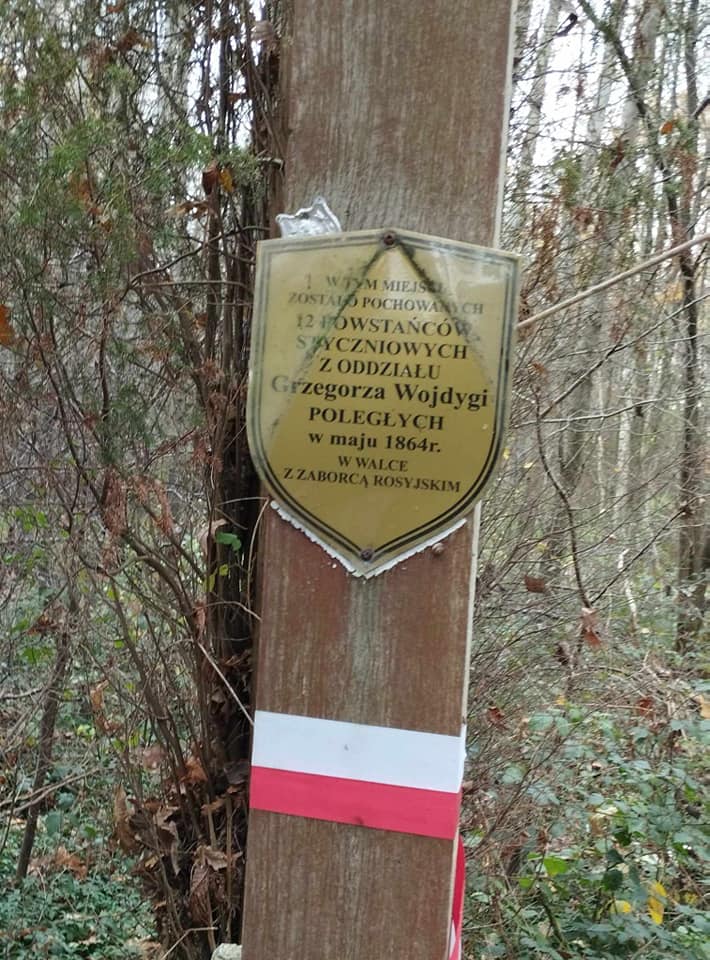 W TYM MIEJSCU
ZOSTAŁO POCHOWANYCH
12 POWSTAŃCÓW
STYCZNIOWYCH
Z ODDZIAŁU
Grzegorza Wojdygi
POLEGŁYCH
w maju 1864r.
W WALCE
Z ZABORCĄ ROSYJSKIM